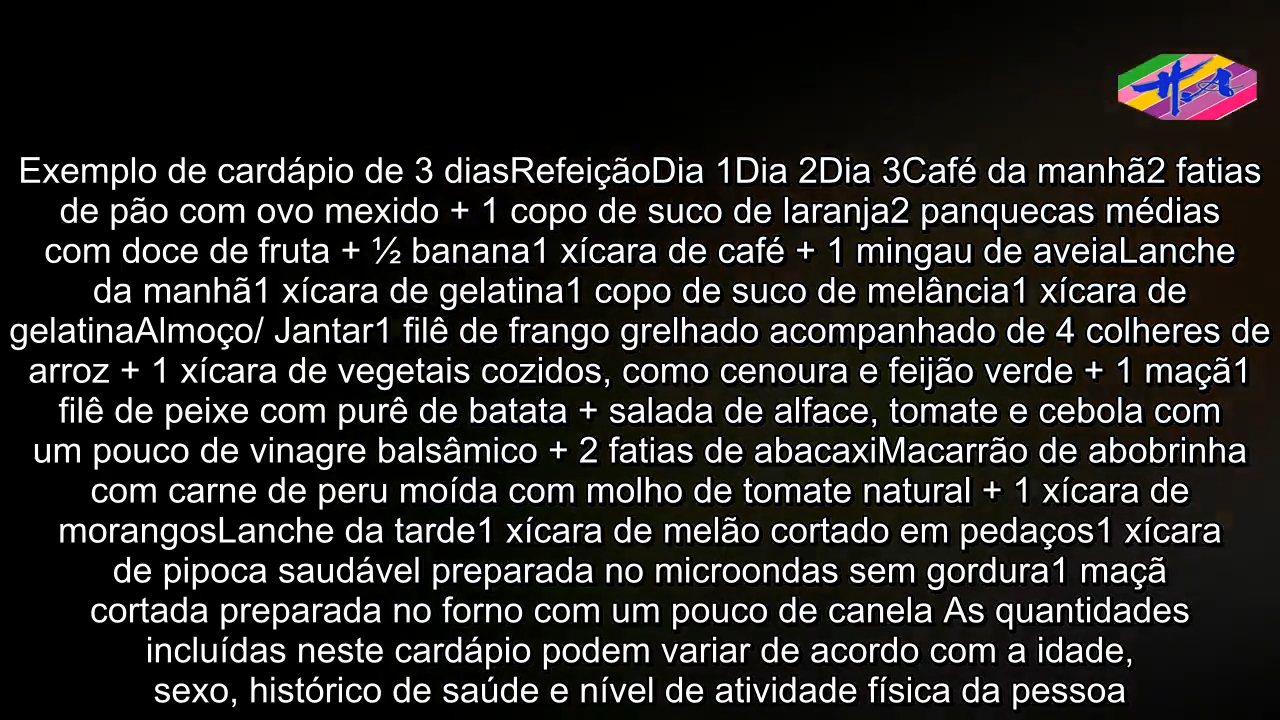 Exemplo de cardápio de 3 diasRefeiçãoDia 1Dia 2Dia 3Café da manhã2 fatias
de pão com ovo mexido + 1 copo de suco de laranja2 panquecas médias
com doce de fruta + ½ banana1 xícara de café + 1 mingau de aveiaLanche
da manhã1 xícara de gelatina1 copo de suco de melância1 xícara de
gelatinaAlmoço/ Jantar1 filê de frango grelhado acompanhado de 4 colheres de
arroz + 1 xícara de vegetais cozidos, como cenoura e feijão verde + 1 maçã1
filê de peixe com purê de batata + salada de alface, tomate e cebola com
um pouco de vinagre balsâmico + 2 fatias de abacaxiMacarrão de abobrinha
com carne de peru moída com molho de tomate natural + 1 xícara de
morangosLanche da tarde1 xícara de melão cortado em pedaços1 xícara
de pipoca saudável preparada no microondas sem gordura1 maçã
cortada preparada no forno com um pouco de canela As quantidades
incluídas neste cardápio podem variar de acordo com a idade,
sexo, histórico de saúde e nível de atividade física da pessoa